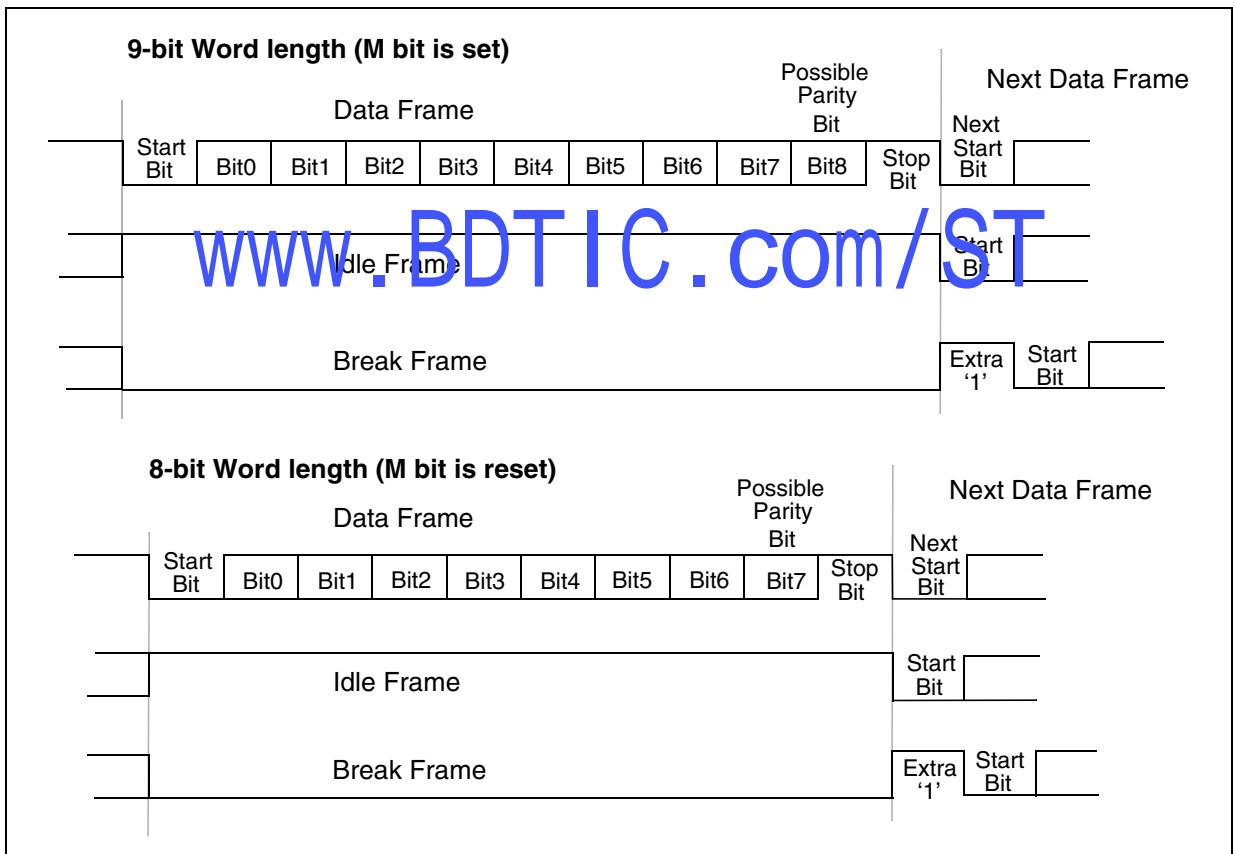 9-bit Word length (M bit is set)
Possible
Parity
Bit
Next Data Frame
Data Frame
Start
Bit
Bit0
Bit1
Bit2
Bit3
Bit4
Bit5
Bit6
Bit7
Bit8
Stop
Bit
Next
Start
Bit
www.BDTIC.com/ST
Idle Frame
Start
Bit
Break Frame
Extra
‘1’
Start
Bit
8-bit Word length (M bit is reset)
Possible
Parity
Bit
Next Data Frame
Data Frame
Start
Bit
Bit0
Bit1
Bit2
Bit3
Bit4
Bit5
Bit6
Bit7
Stop
Bit
Next
Start
Bit
Idle Frame
Start
Bit
Break Frame
Extra
‘1’
Start
Bit